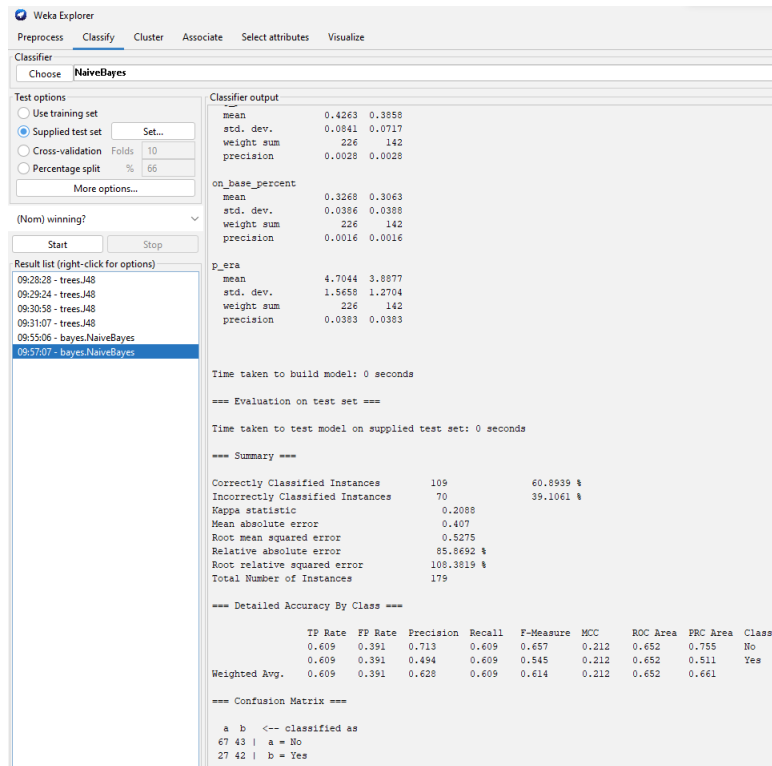 Weka Explorer
Preprocess Classify Cluster Associate Select attributes Visualize
Classifier
Choose NaiveBayes
Test options
Use training set
Supplied test set Set...
Cross-validation Folds 10
Percentage split % 66
More options...
(Nom) winning?
Start Stop
Result list (right-click for options)
09:28:28 - trees.J48
09:29:24 - trees.J48
09:30:58 - trees.J48
09:31:07 - trees.J48
09:55:06 - bayes.NaiveBayes
09:57:07 - bayes.NaiveBayes
Classifier output
mean 0.4263 0.3858
std. dev. 0.0841 0.0717
weight sum 226 142
precision 0.0028 0.0028
on_base_percent
mean 0.3268 0.3063
std. dev. 0.0386 0.0388
weight sum 226 142
precision 0.0016 0.0016
p_era
mean 4.7044 3.8877
std. dev. 1.5658 1.2704
weight sum 226 142
precision 0.0383 0.0383
Time taken to build model: 0 seconds
=== Evaluation on test set ===
Time taken to test model on supplied test set: 0 seconds
=== Summary ===
Correctly Classified Instances 109 60.8939 %
Incorrectly Classified Instances 70 39.1061 %
Kappa statistic 0.2088
Mean absolute error 0.407
Root mean squared error 0.5275
Relative absolute error 85.8692 %
Root relative squared error 108.3819 %
Total Number of Instances 179
=== Detailed Accuracy By Class ===
TP Rate FP Rate Precision Recall F-Measure MCC ROC Area PRC Area Class
0.609 0.391 0.713 0.609 0.657 0.212 0.652 0.755 No
0.609 0.391 0.494 0.609 0.545 0.212 0.652 0.511 Yes
Weighted Avg. 0.609 0.391 0.628 0.609 0.614 0.212 0.652 0.661
=== Confusion Matrix ===
a b <-- classified as
67 43 | a = No
27 42 | b = Yes